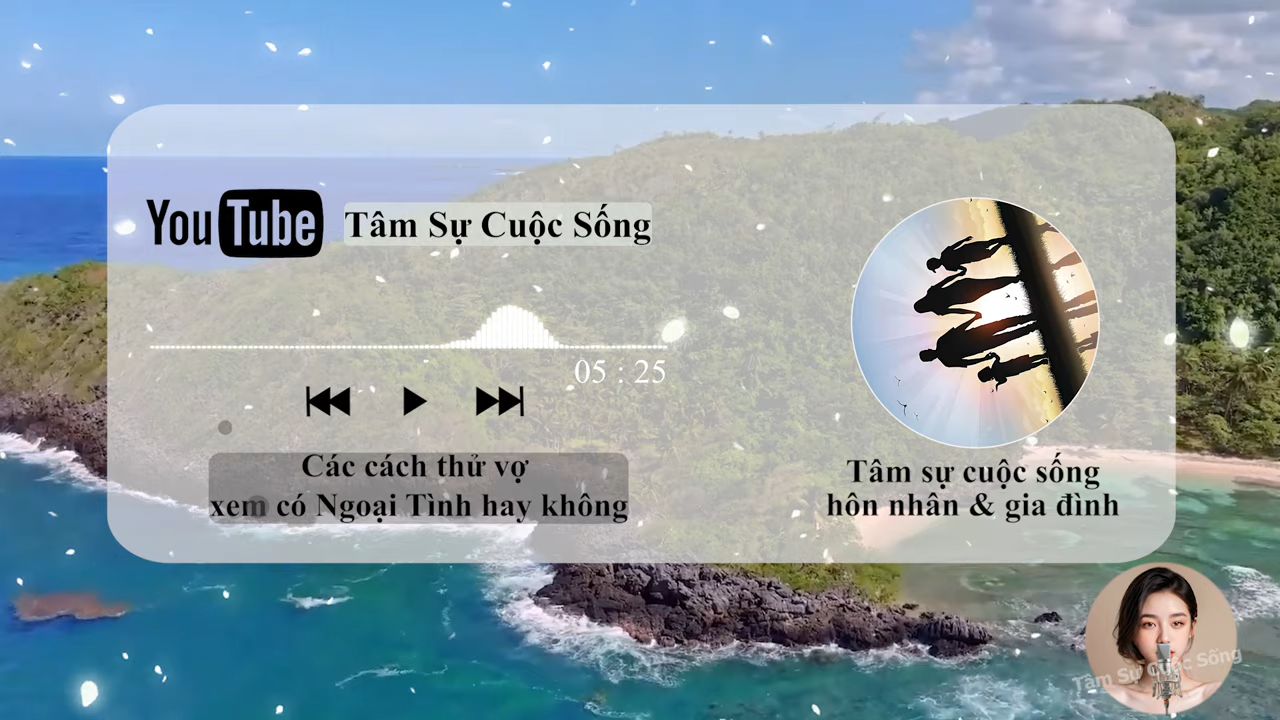 YouTube Tâm Sự Cuộc Sống
05 : 25
Các cách thử vợ
xem có Ngoại Tình hay không
Tâm sự cuộc sống
hôn nhân & gia đình
Tâm Sự Cuộc Sống